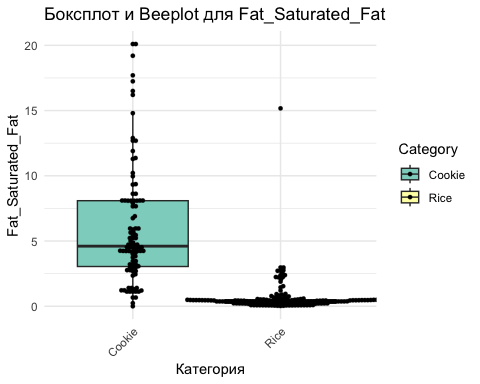 Боксплот и Beeplot для Fat_Saturated_Fat
20
15
10
5
0
Fat_Saturated_Fat
Cookie
Rice
Категория
Category
Cookie
Rice